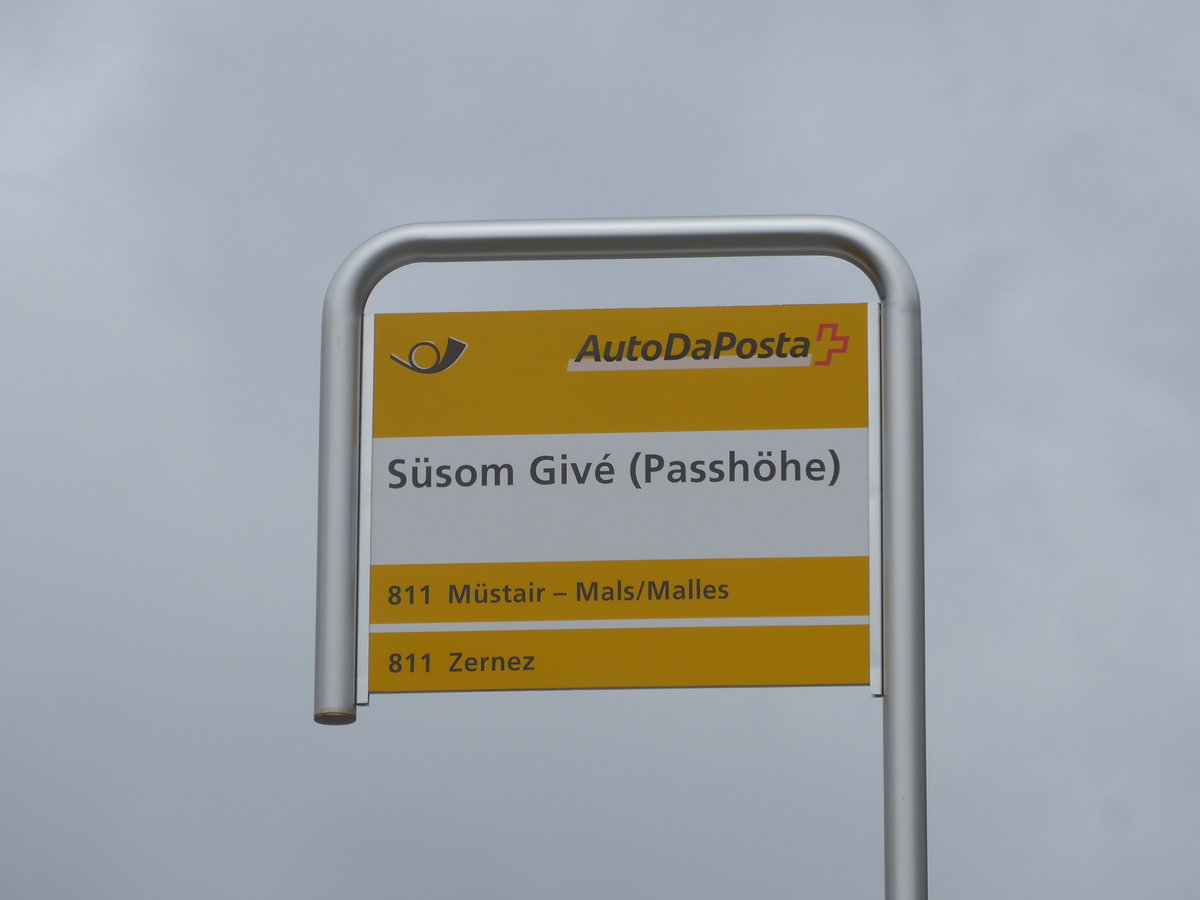 AutoDaPosta
Süsom Givé (Passhöhe)
811 Müstair – Mals/Malles
811 Zernez